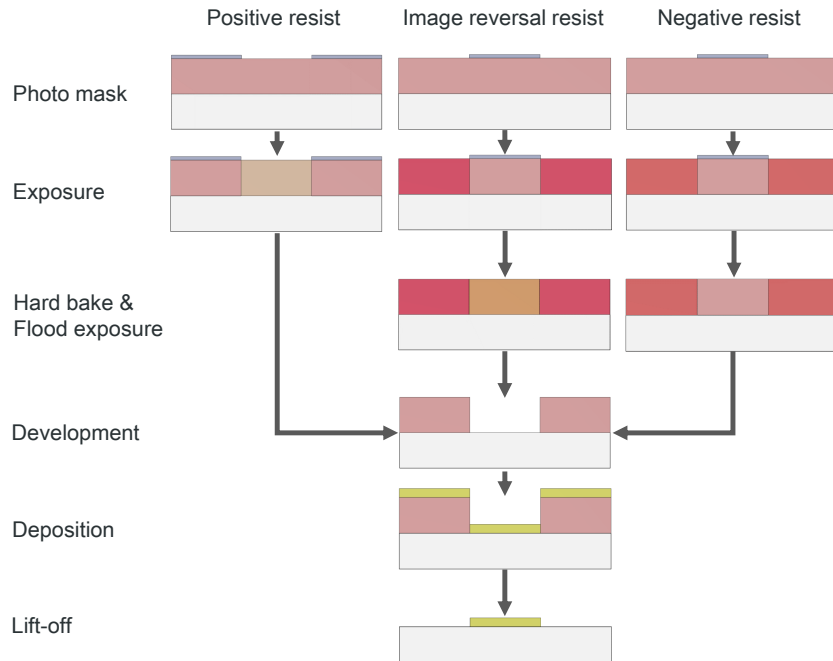 Positive resist
Image reversal resist
Negative resist
Photo mask
Exposure
Hard bake &
Flood exposure
Development
Deposition
Lift-off